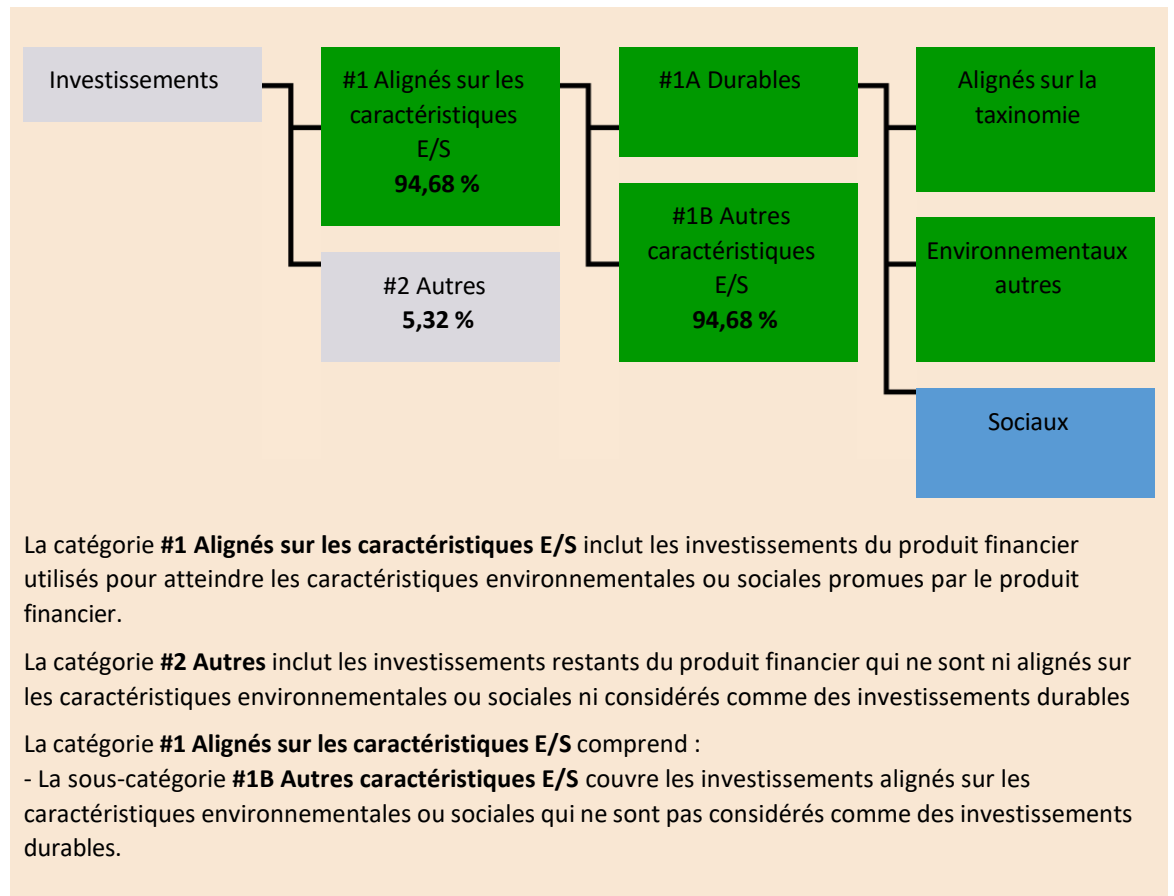 Investissements
#1 Alignés sur les
caractéristiques
E/S
94,68 %
#2 Autres
5,32 %
#1A Durables
#1B Autres
caractéristiques
E/S
94,68 %
Alignés sur la
taxinomie
Environnementaux
autres
Sociaux
La catégorie #1 Alignés sur les caractéristiques E/S inclut les investissements du produit financier
utilisés pour atteindre les caractéristiques environnementales ou sociales promues par le produit
financier.
La catégorie #2 Autres inclut les investissements restants du produit financier qui ne sont ni alignés sur
les caractéristiques environnementales ou sociales ni considérés comme des investissements durables
La catégorie #1 Alignés sur les caractéristiques E/S comprend :
- La sous-catégorie #1B Autres caractéristiques E/S couvre les investissements alignés sur les
caractéristiques environnementales ou sociales qui ne sont pas considérés comme des investissements
durables.